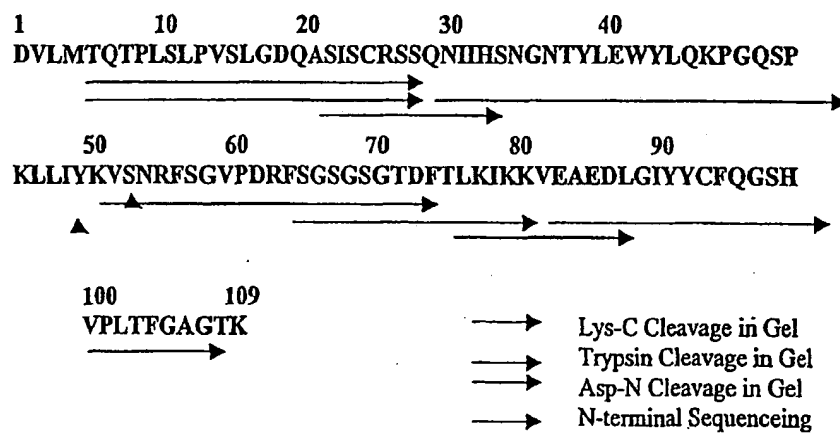 1 10 20 30 40
DVLMTQTPLSLPVSLGDQASISCRSSQNIIHSNGNTYLEWYLQKPGQSP
50 60 70 80 90
KLLIYKVSNRFSGVPDRFSGSGSGTDFTLKIKKVEAEDLGIYYCFQGSH
100 109
VPLTFGAGTK
Lys-C Cleavage in Gel
Trypsin Cleavage in Gel
Asp-N Cleavage in Gel
N-terminal Sequenceing